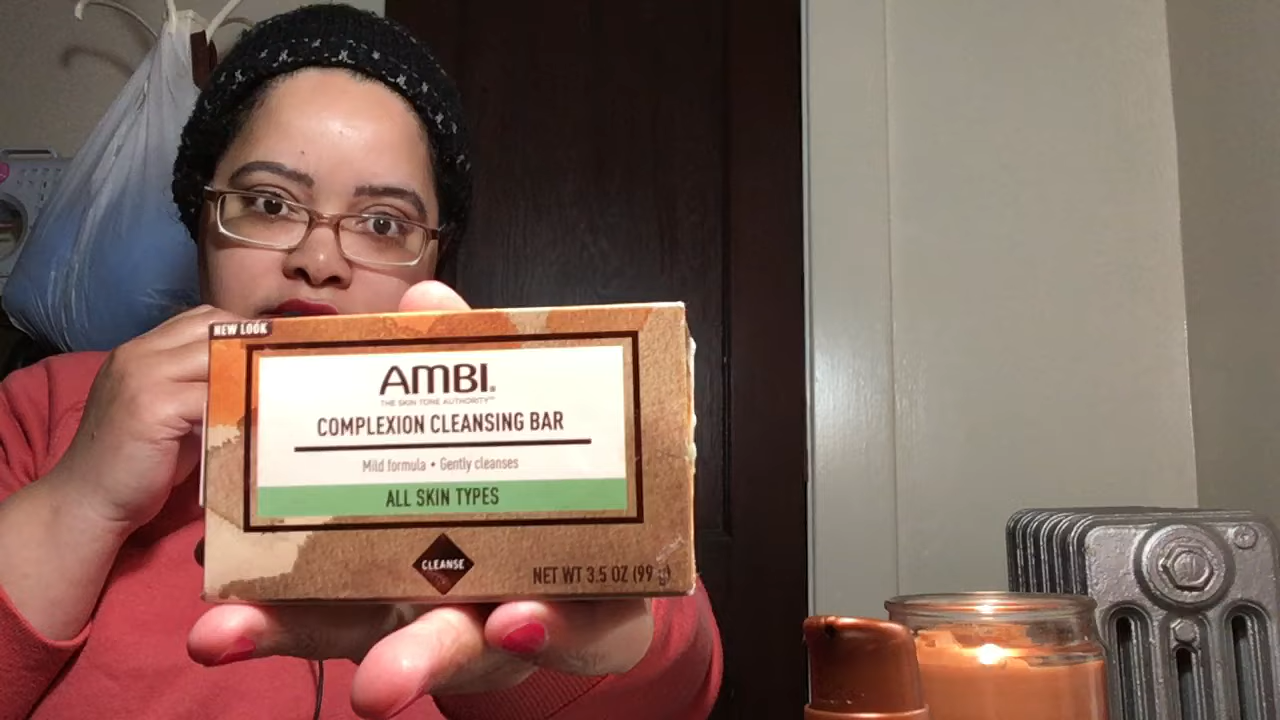 NEW LOOK
AMBI®
THE SKIN TONE AUTHORITY™
COMPLEXION CLEANSING BAR
Mild formula • Gently cleanses
ALL SKIN TYPES
CLEANSE
NET WT 3.5 OZ (99 g)